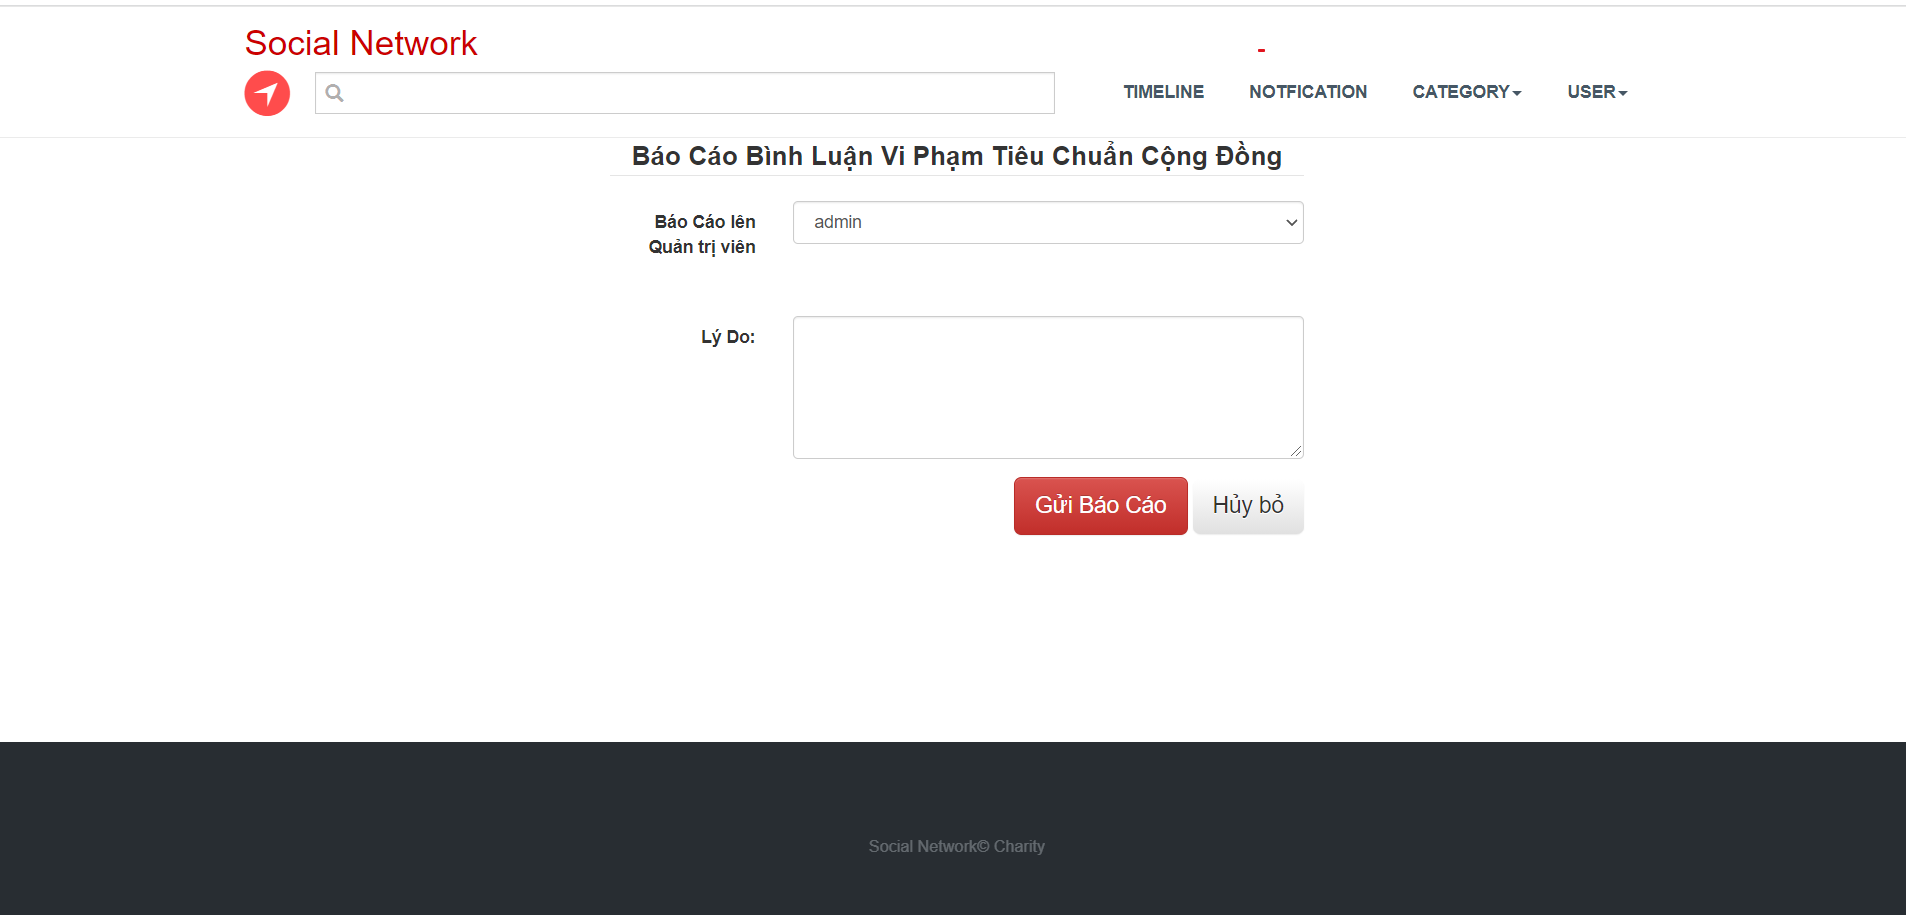 Social Network
-
TIMELINE NOTFICATION CATEGORY USER
Báo Cáo Bình Luận Vi Phạm Tiêu Chuẩn Cộng Đồng
Báo Cáo lên
Quản trị viên
admin
Lý Do:
Gửi Báo Cáo
Hủy bỏ
Social Network© Charity